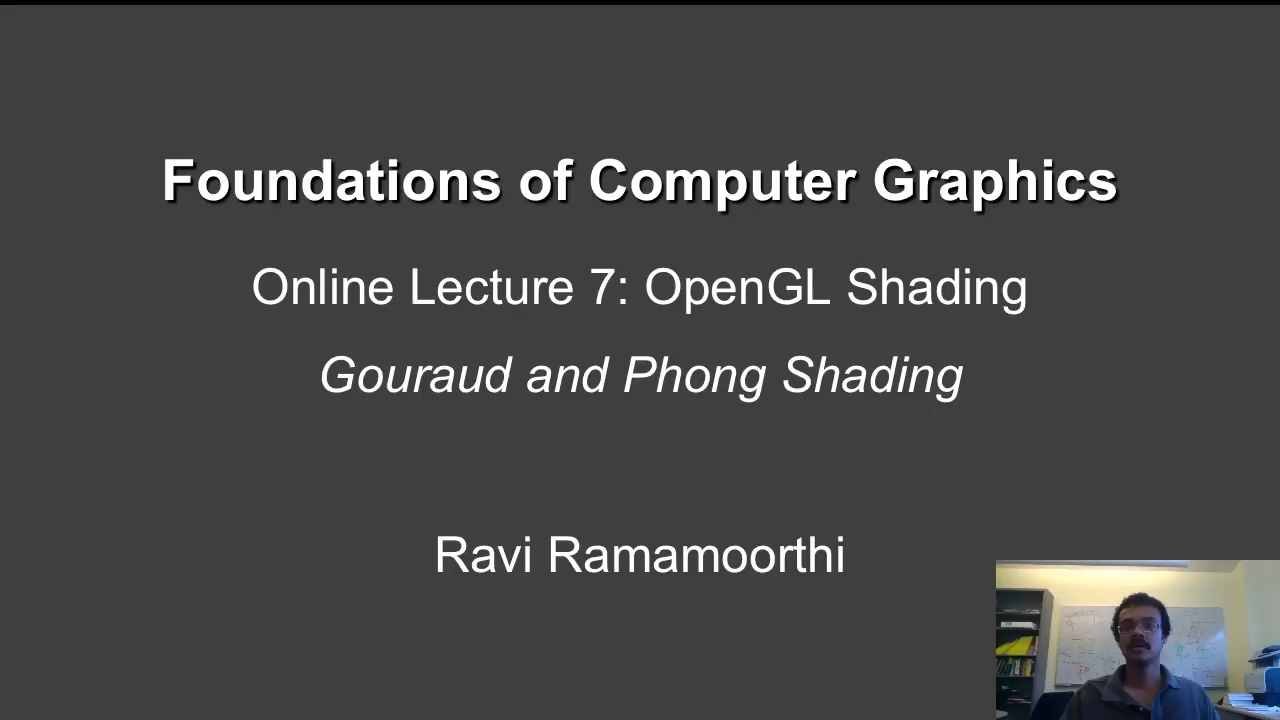 Foundations of Computer Graphics
Online Lecture 7: OpenGL Shading
Gouraud and Phong Shading
Ravi Ramamoorthi